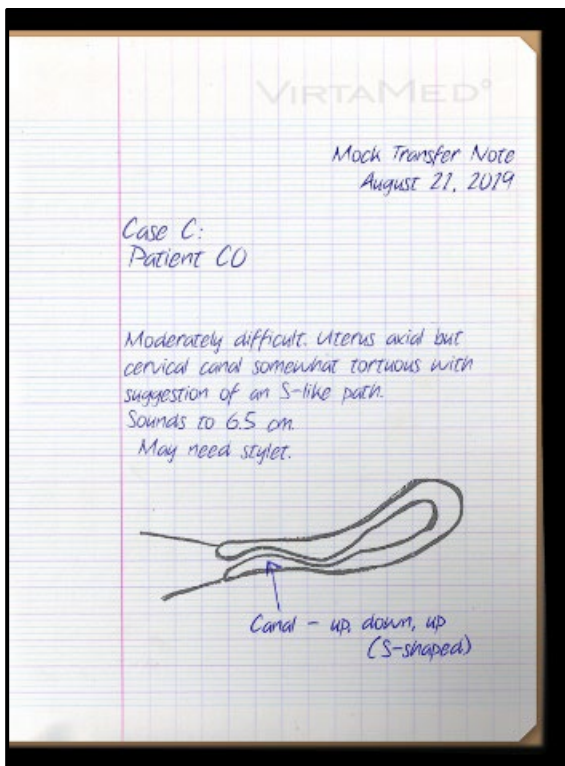 VIRTAMED°
Mock Transfer Note
August 21, 2019
Case C:
Patient CO
Moderately difficult. Uterus axial but
cervical canal somewhat tortuous with
suggestion of an S-like path.
Sounds to 6.5 cm.
May need stylet.
Canal – up, down, up
(S-shaped)